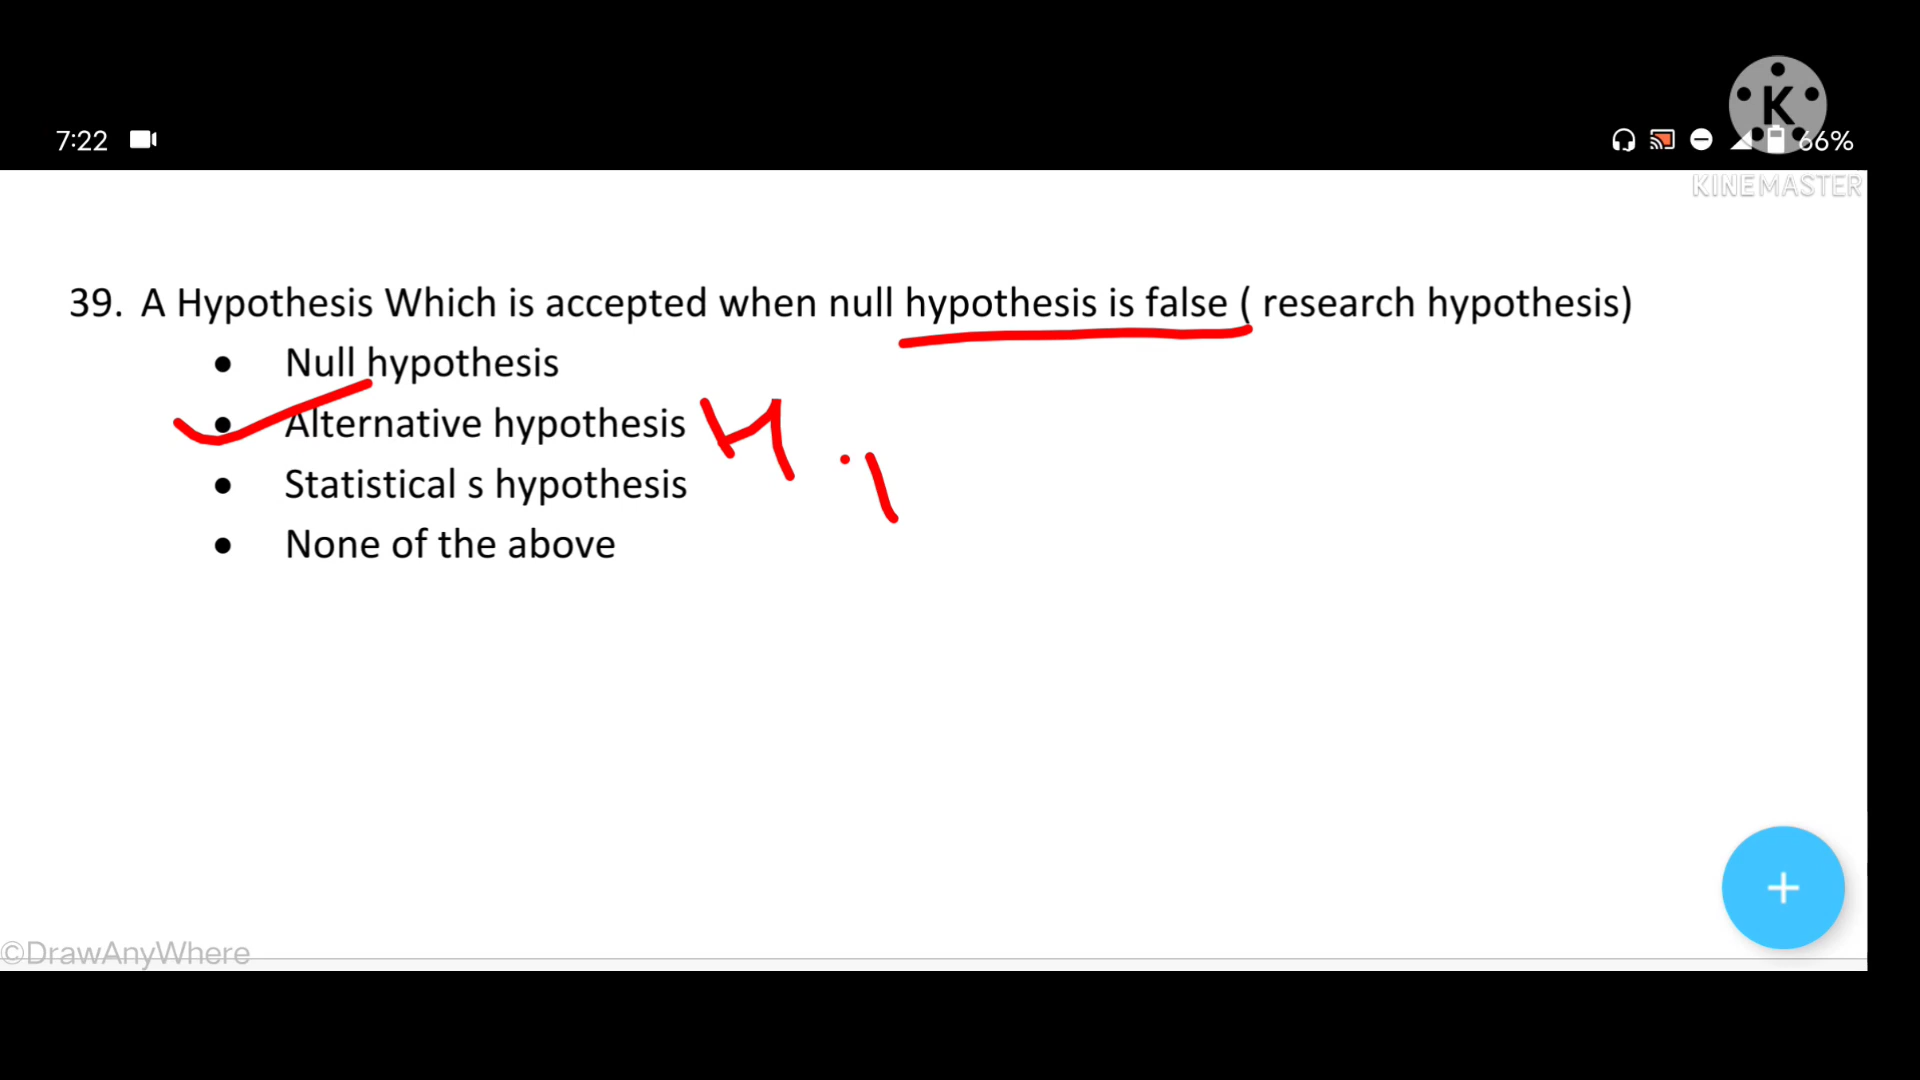 7:22 66%
K
KINEMASTER
39. A Hypothesis Which is accepted when null hypothesis is false ( research hypothesis)
• Null hypothesis
• Alternative hypothesis H
• Statistical s hypothesis
• None of the above
+
©DrawAnyWhere